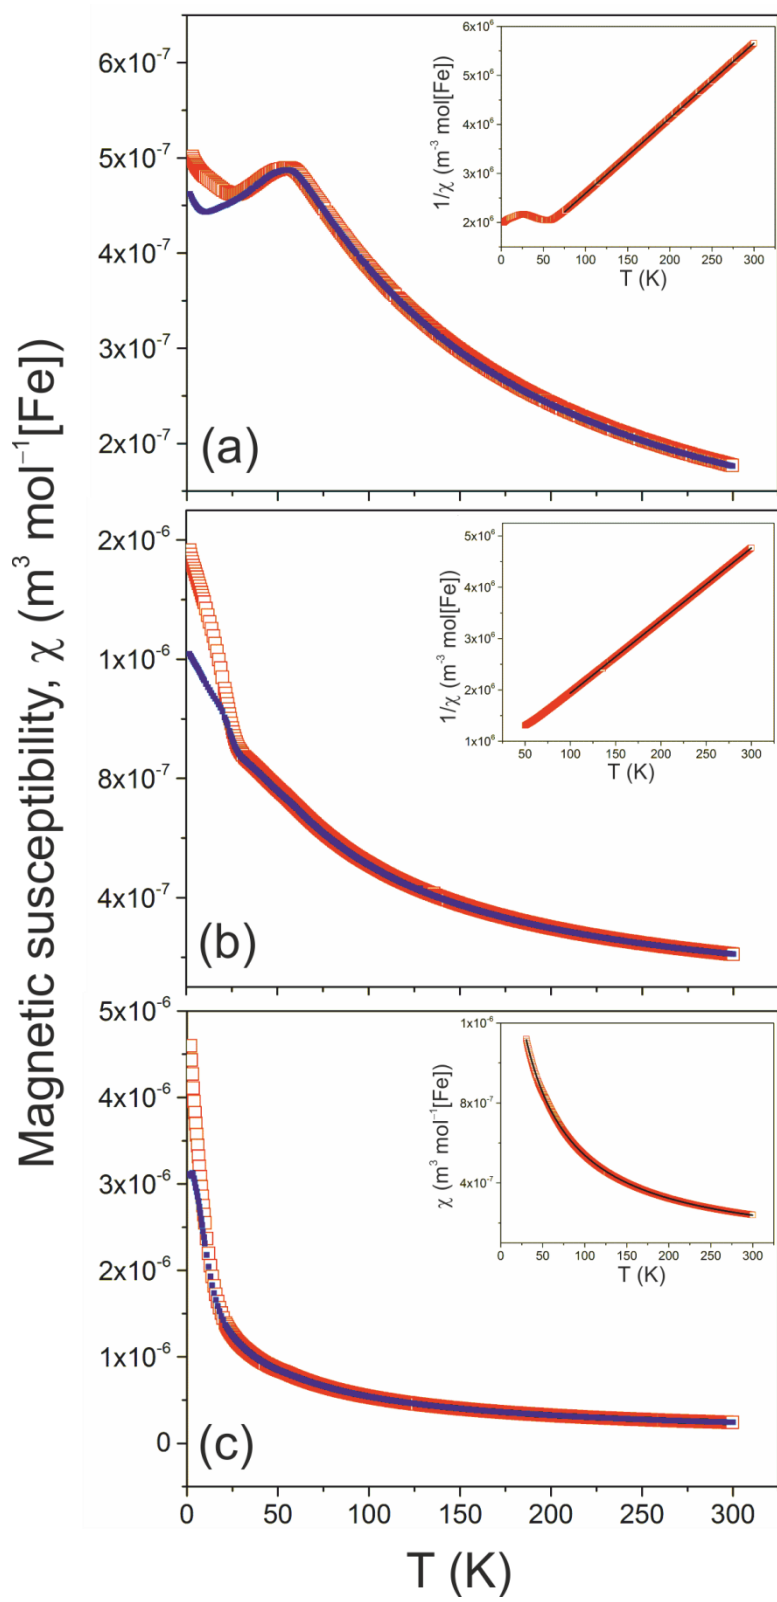 Magnetic susceptibility, χ (m³ mol⁻¹[Fe])
6x10⁻⁷
5x10⁻⁷
4x10⁻⁷
3x10⁻⁷
2x10⁻⁷
(a)
1/χ (m⁻³ mol[Fe])
6x10⁶
5x10⁶
4x10⁶
3x10⁶
2x10⁶
0 50 100 150 200 250 300
T (K)
2x10⁻⁶
1x10⁻⁶
8x10⁻⁷
4x10⁻⁷
(b)
1/χ (m⁻³ mol[Fe])
5x10⁶
4x10⁶
3x10⁶
2x10⁶
1x10⁶
50 100 150 200 250 300
T (K)
5x10⁻⁶
4x10⁻⁶
3x10⁻⁶
2x10⁻⁶
1x10⁻⁶
0
(c)
χ (m³ mol⁻¹[Fe])
1x10⁻⁶
8x10⁻⁷
4x10⁻⁷
0 50 100 150 200 250 300
T (K)
0 50 100 150 200 250 300
T (K)